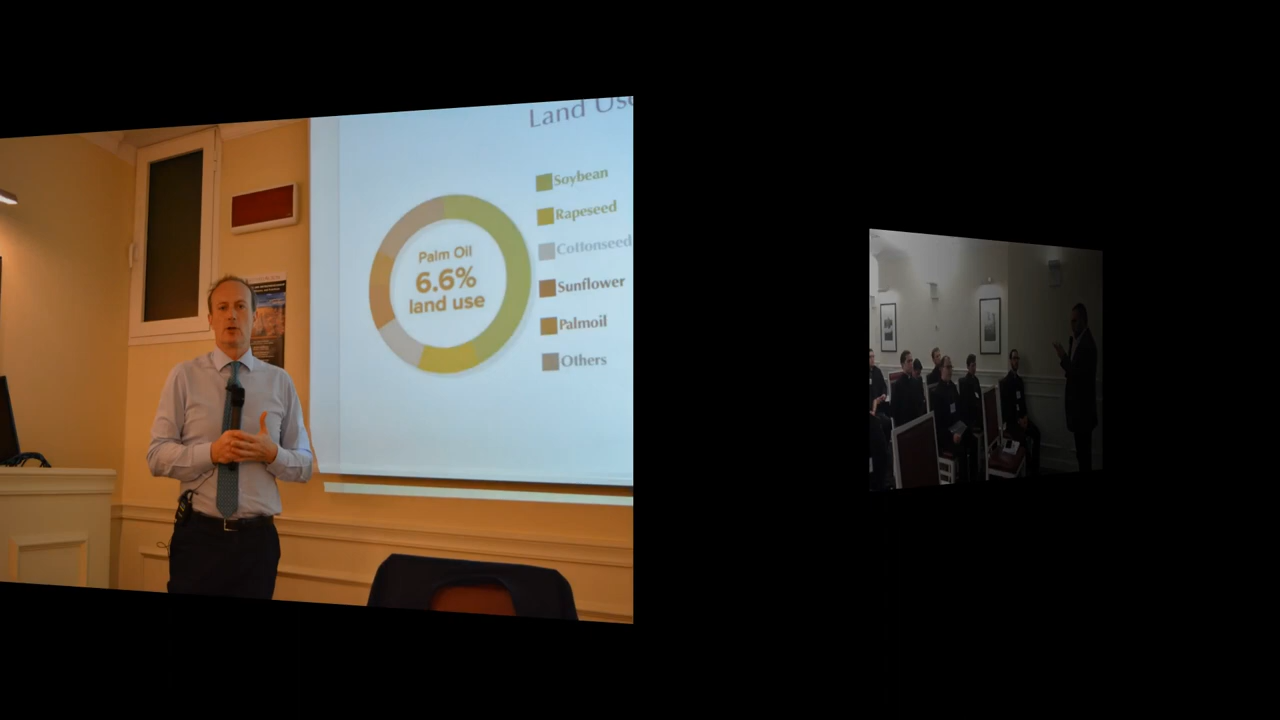 Land Use
Soybean
Rapeseed
Cottonseed
Sunflower
Palmoil
Others
Palm Oil
6.6%
land use